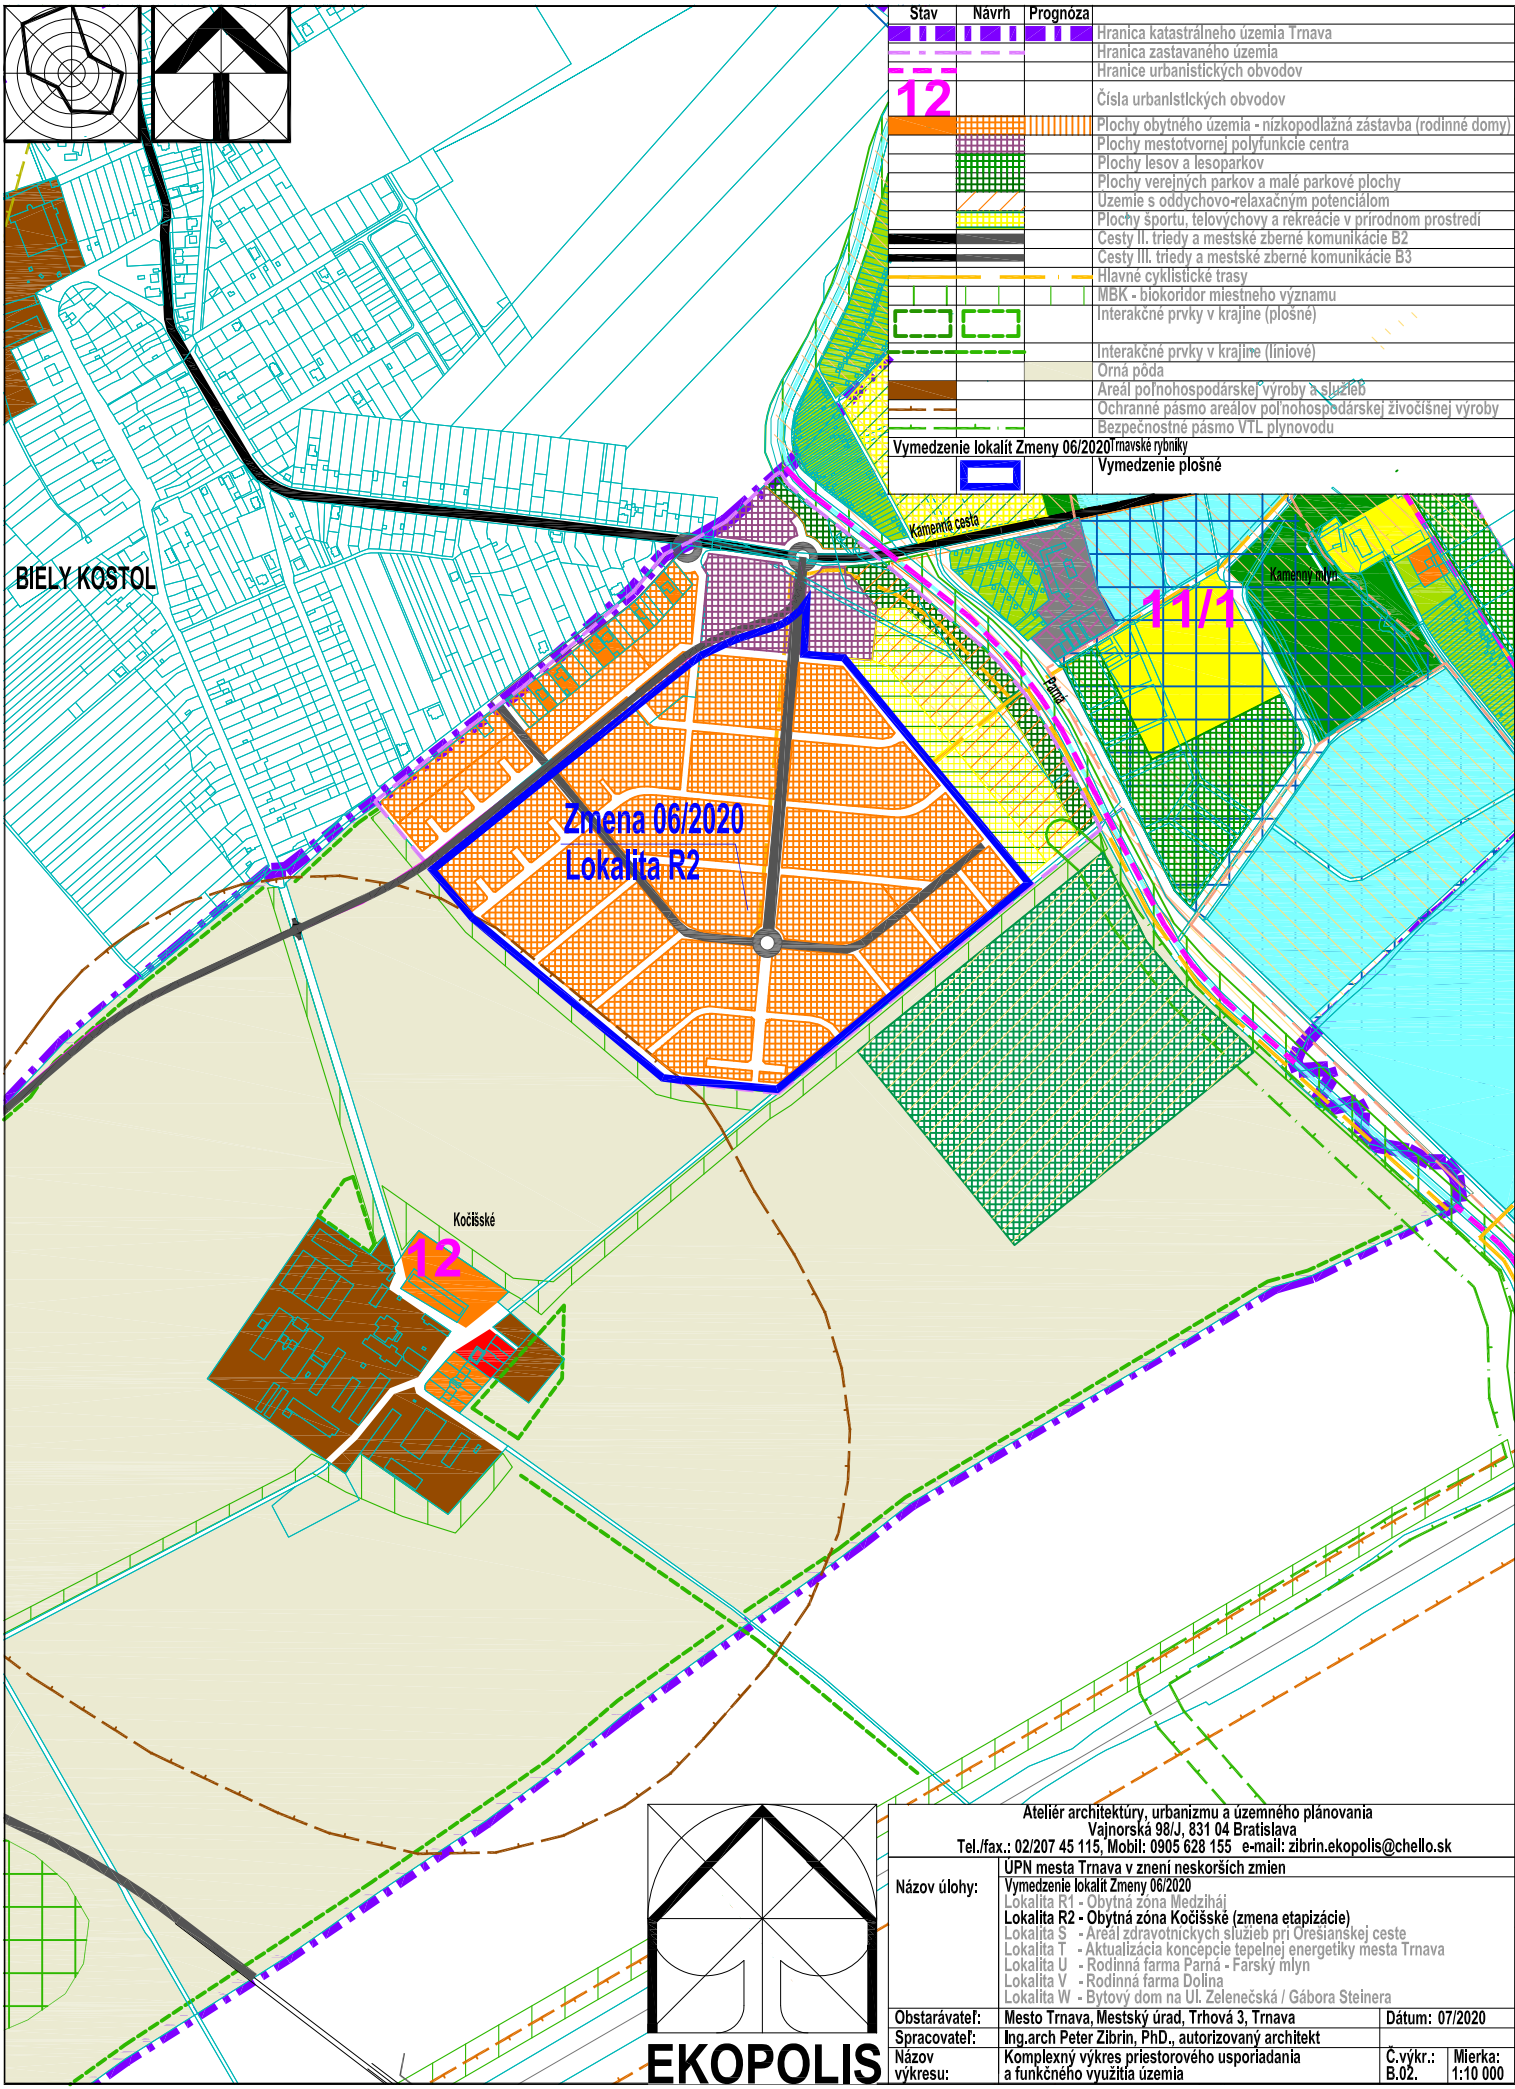 Stav Návrh Prognóza
Hranica katastrálneho územia Trnava
Hranica zastavaného územia
Hranice urbanistických obvodov
12
Čísla urbanistických obvodov
Plochy obytného územia - nízkopodlažná zástavba (rodinné domy)
Plochy mestotvornej polyfunkcie centra
Plochy lesov a lesoparkov
Plochy verejných parkov a malé parkové plochy
Územie s oddychovo-relaxačným potenciálom
Plochy športu, telovýchovy a rekreácie v prírodnom prostredí
Cesty II. triedy a mestské zberné komunikácie B2
Cesty III. triedy a mestské zberné komunikácie B3
Hlavné cyklistické trasy
MBK - biokoridor miestneho významu
Interakčné prvky v krajine (plošné)
Interakčné prvky v krajine (líniové)
Orná pôda
Areál poľnohospodárskej výroby a služieb
Ochranné pásmo areálov poľnohospodárskej živočíšnej výroby
Bezpečnostné pásmo VTL plynovodu
Vymedzenie lokalít Zmeny 06/2020
Trnavské rybníky
Vymedzenie plošné
Kamenná cesta
BIELY KOSTOL
Kamenný mlyn
11/1
Parná
Zmena 06/2020
Lokalita R2
Kočišské
12
Ateliér architektúry, urbanizmu a územného plánovania
Vajnorská 98/J, 831 04 Bratislava
Tel./fax.: 02/207 45 115, Mobil: 0905 628 155 e-mail: zibrin.ekopolis@chello.sk
Názov úlohy:
ÚPN mesta Trnava v znení neskorších zmien
Vymedzenie lokalít Zmeny 06/2020
Lokalita R1 - Obytná zóna Medziháj
Lokalita R2 - Obytná zóna Kočišské (zmena etapizácie)
Lokalita S - Areál zdravotníckych služieb pri Orešianskej ceste
Lokalita T - Aktualizácia koncepcie tepelnej energetiky mesta Trnava
Lokalita U - Rodinná farma Parná - Farský mlyn
Lokalita V - Rodinná farma Dolina
Lokalita W - Bytový dom na Ul. Zelenečská / Gábora Steinera
Obstarávateľ: Mesto Trnava, Mestský úrad, Trhová 3, Trnava Dátum: 07/2020
Spracovateľ: Ing.arch Peter Zibrin, PhD., autorizovaný architekt
Názov výkresu: Komplexný výkres priestorového usporiadania a funkčného využitia územia
Č.výkr.: B.02.
Mierka: 1:10 000
EKOPOLIS